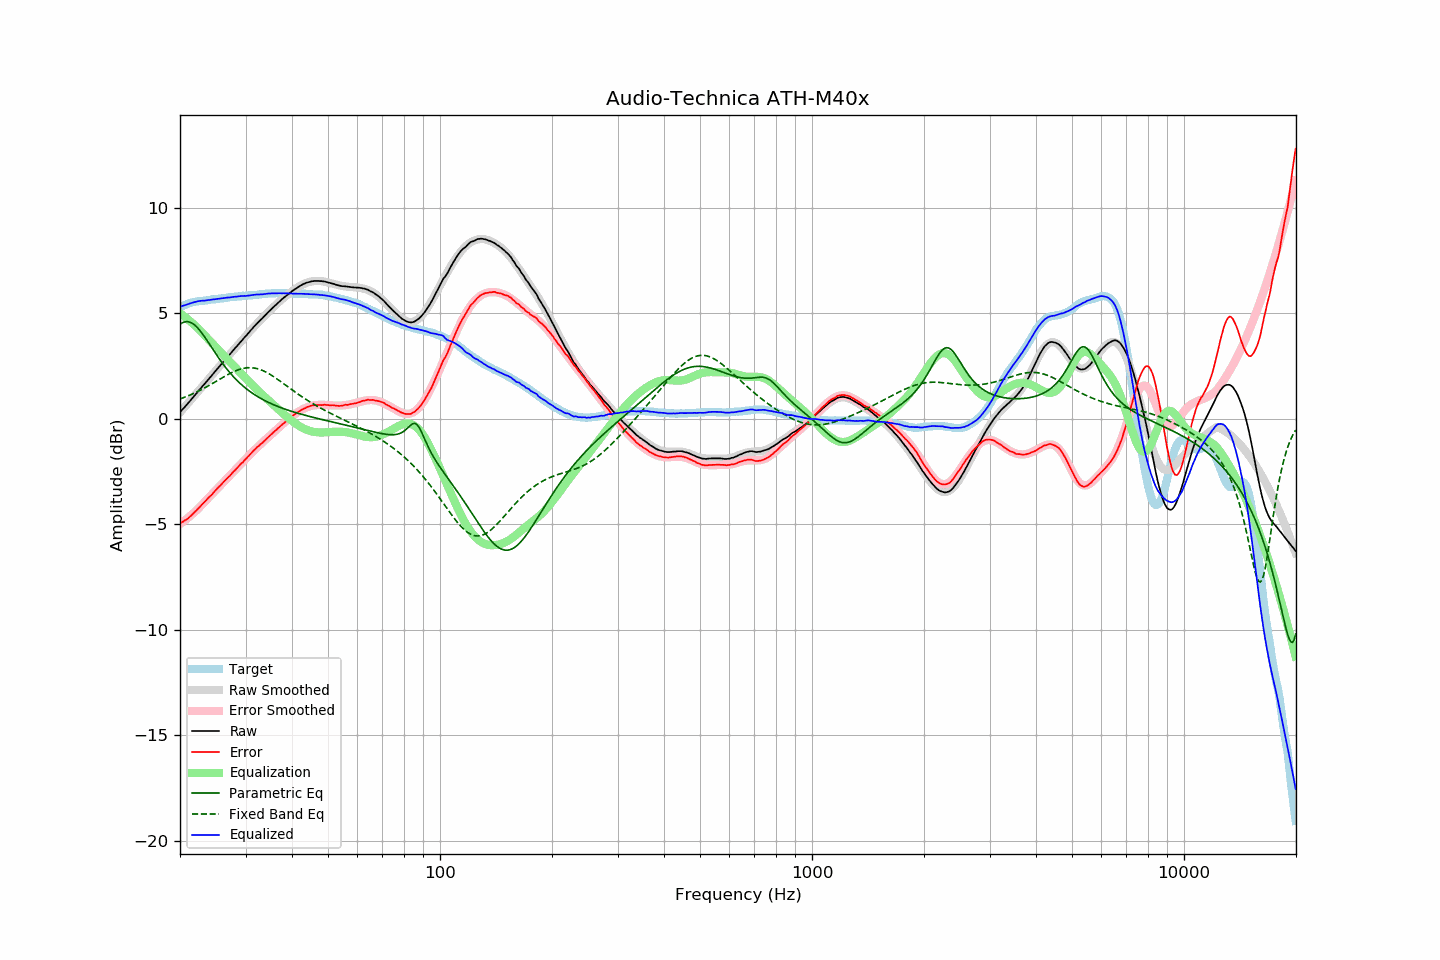 Audio-Technica ATH-M40x
Amplitude (dBr)
10
5
0
−5
−10
−15
−20
Target
Raw Smoothed
Error Smoothed
Raw
Error
Equalization
Parametric Eq
Fixed Band Eq
Equalized
100
1000
10000
Frequency (Hz)